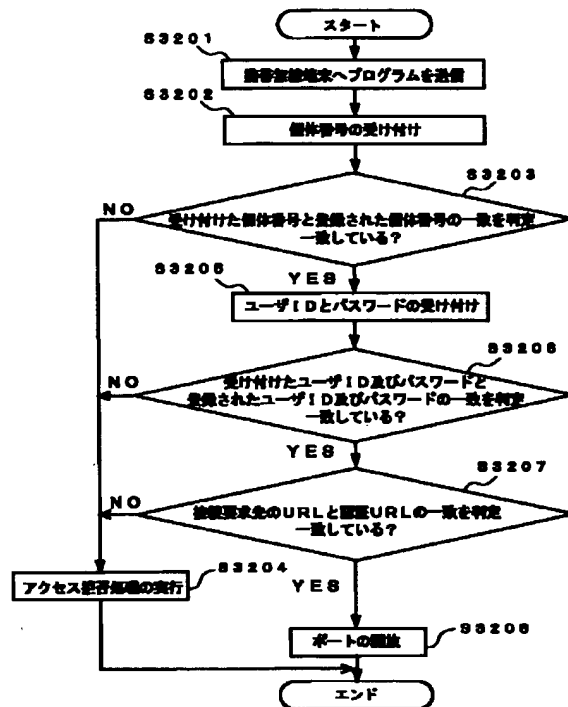 スタート
S3201
携帯無線端末へプログラムを送信
S3202
個体番号の受け付け
S3203
NO
受け付けた個体番号と登録された個体番号の一致を判定
一致している?
YES
S3205
ユーザIDとパスワードの受け付け
S3206
NO
受け付けたユーザID及びパスワードと
登録されたユーザID及びパスワードの一致を判定
一致している?
YES
S3207
NO
接続要求先のURLと認証URLの一致を判定
一致している?
YES
S3204
アクセス拒否処理の実行
S3208
ポートの開放
エンド